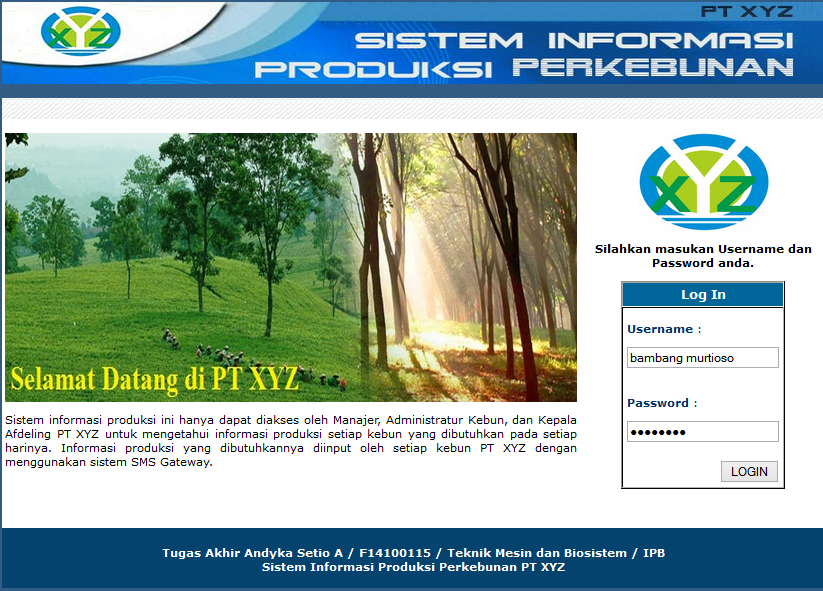 XYZ
PT XYZ
SISTEM INFORMASI
PRODUKSI PERKEBUNAN
Selamat Datang di PT XYZ
Sistem informasi produksi ini hanya dapat diakses oleh Manajer, Administratur Kebun, dan Kepala
Afdeling PT XYZ untuk mengetahui informasi produksi setiap kebun yang dibutuhkan pada setiap
harinya. Informasi produksi yang dibutuhkannya diinput oleh setiap kebun PT XYZ dengan
menggunakan sistem SMS Gateway.
XYZ
Silahkan masukan Username dan
Password anda.
Log In
Username :
bambang murtioso
Password :
●●●●●●●●
LOGIN
Tugas Akhir Andyka Setio A / F14100115 / Teknik Mesin dan Biosistem / IPB
Sistem Informasi Produksi Perkebunan PT XYZ